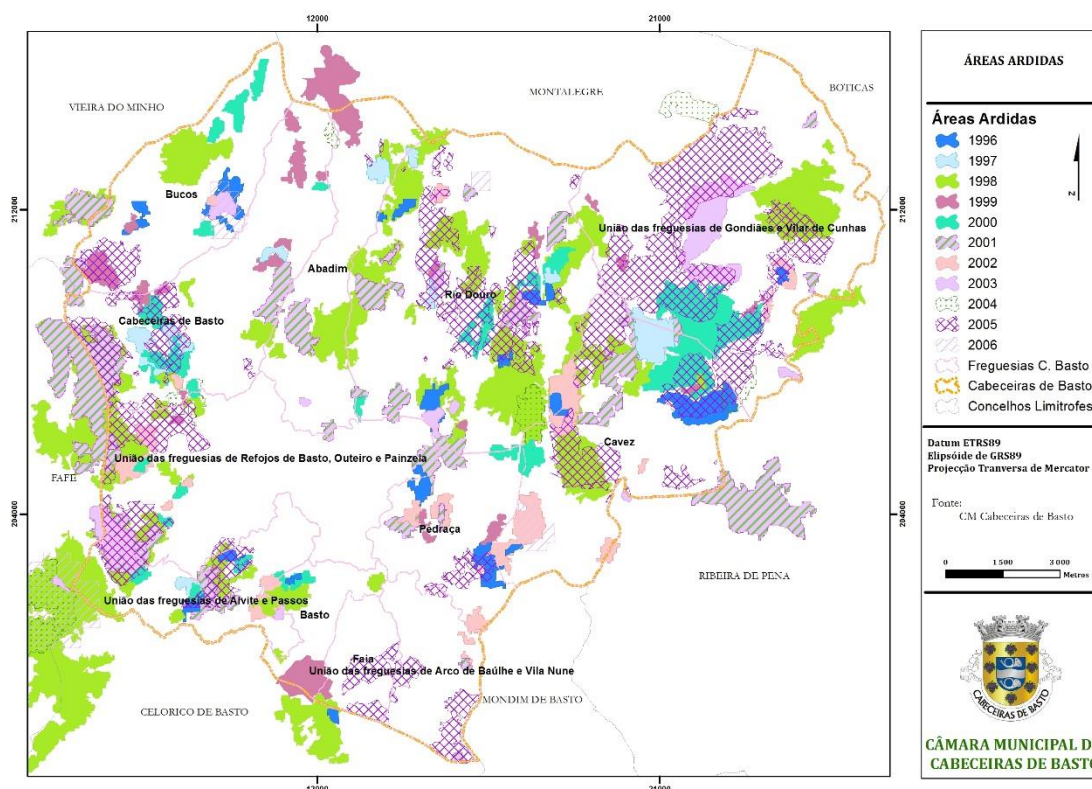 12000
21000
VIEIRA DO MINHO
MONTALEGRE
BOTICAS
Bucos
212000
212000
União das freguesias de Gondiães e Vilar de Cunhas
Abadim
Rio Douro
Cabeceiras de Basto
Cavez
União das freguesias de Refojos de Basto, Outeiro e Painzela
FAFE
204000
204000
Pedraça
RIBEIRA DE PENA
União das freguesias de Alvite e Passos
Basto
Faia
União das freguesias de Arco de Baúlhe e Vila Nune
MONDIM DE BASTO
CELORICO DE BASTO
12000
21000
ÁREAS ARDIDAS
Áreas Ardidas
1996
1997
1998
1999
2000
2001
2002
2003
2004
2005
2006
Freguesias C. Basto
Cabeceiras de Basto
Concelhos Limitrofes
N
Datum ETRS89
Elipsóide de GRS89
Projecção Tranversa de Mercator
Fonte:
CM Cabeceiras de Basto
0 1 500 3 000
Metros
CABECEIRAS DE BASTO
CÂMARA MUNICIPAL D
CABECEIRAS DE BASTO